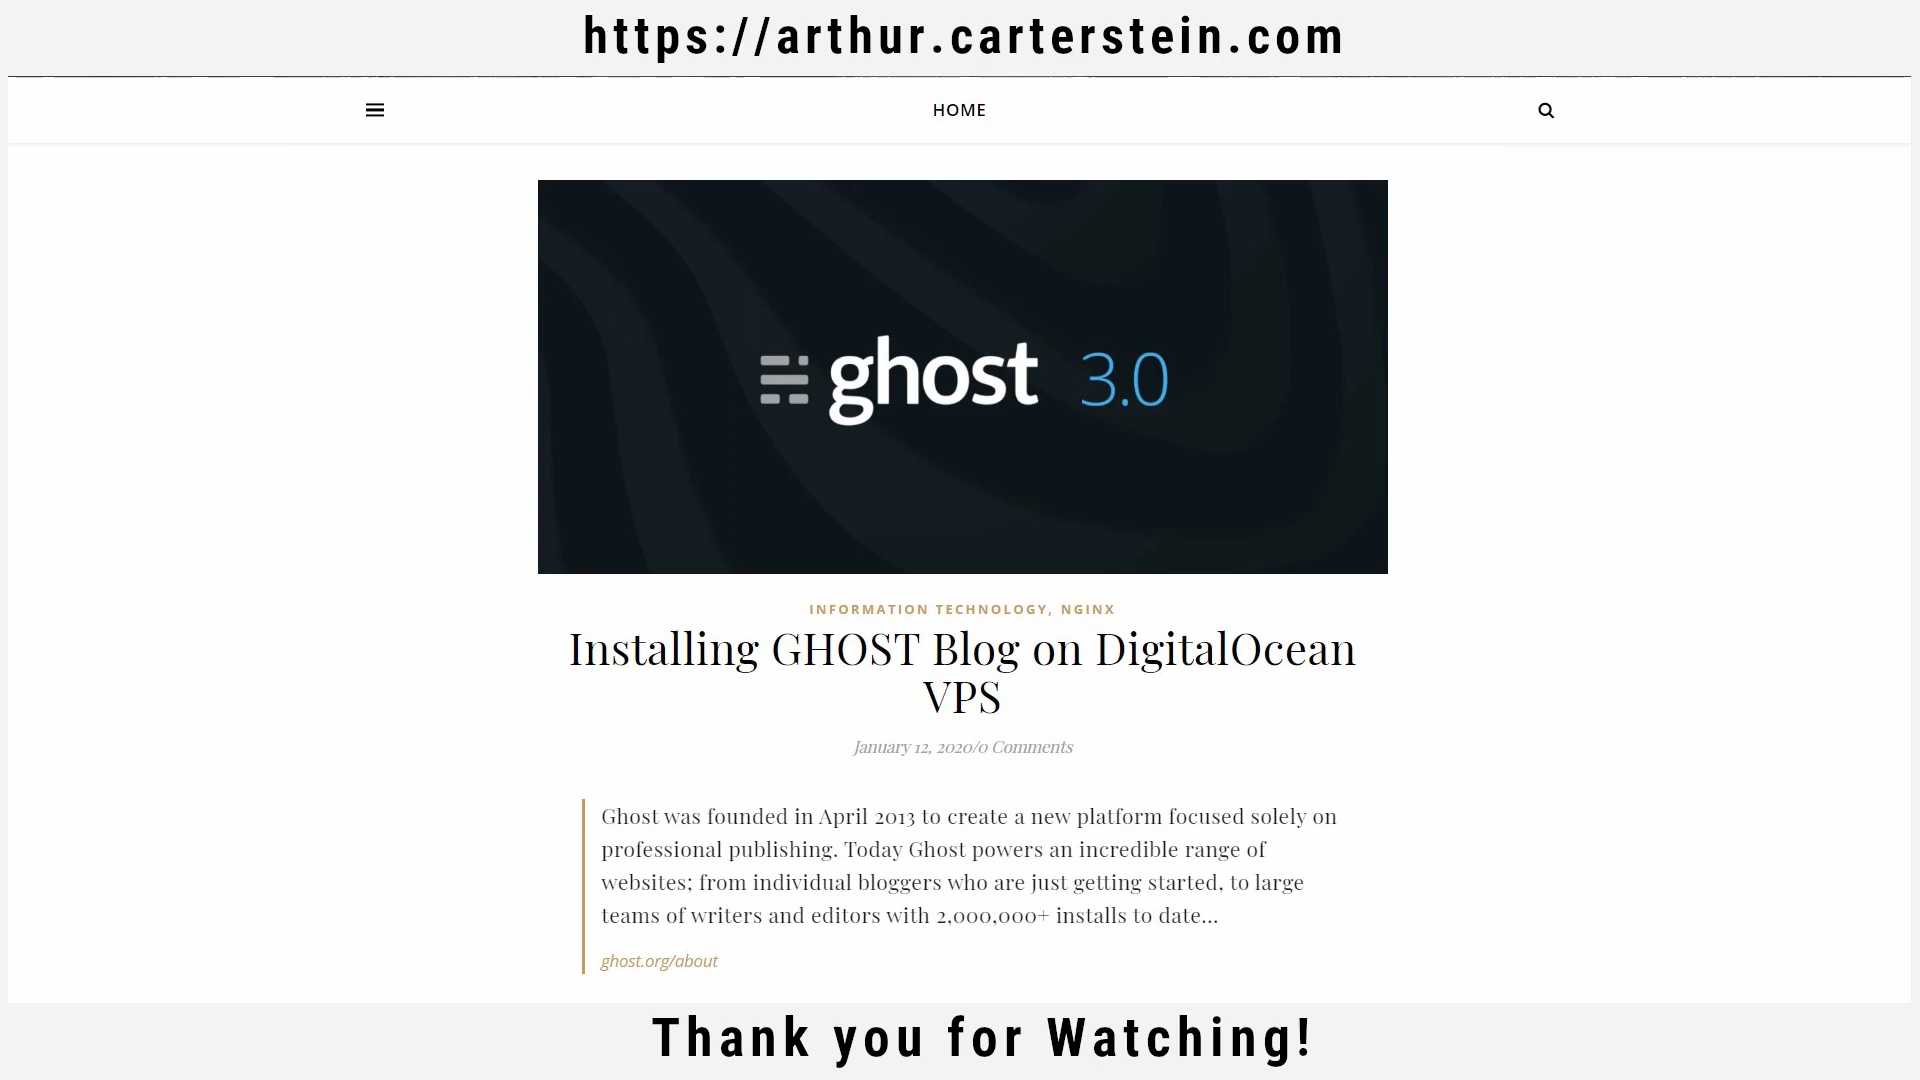 https://arthur.carterstein.com
HOME
ghost 3.0
INFORMATION TECHNOLOGY, NGINX
Installing GHOST Blog on DigitalOcean
VPS
January 12, 2020/0 Comments
Ghost was founded in April 2013 to create a new platform focused solely on
professional publishing. Today Ghost powers an incredible range of
websites; from individual bloggers who are just getting started, to large
teams of writers and editors with 2,000,000+ installs to date...
ghost.org/about
Thank you for Watching!